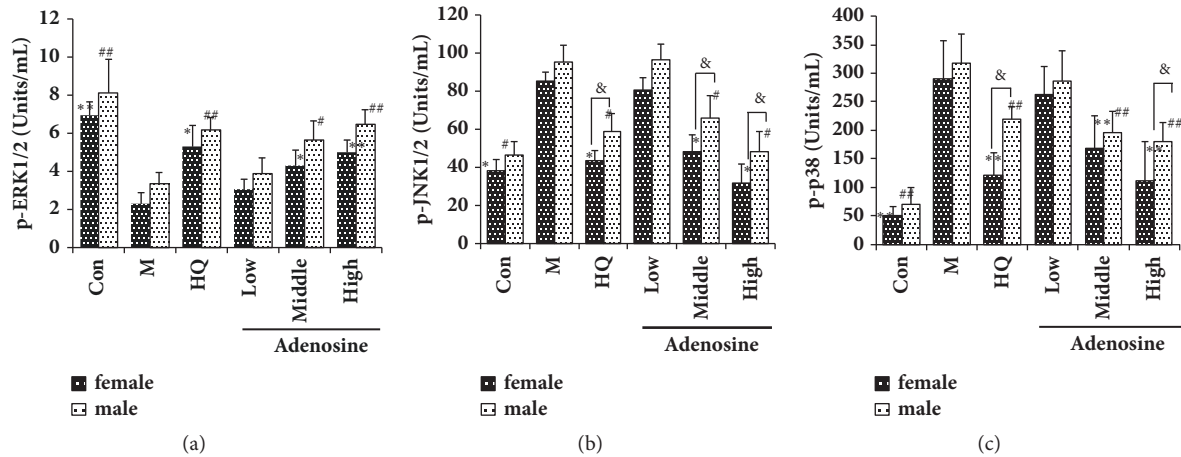 p-ERK1/2 (Units/mL)
12
10
8
6
4
2
0
**
##
*
##
*
#
**
##
Con
M
HQ
Low
Middle
High
Adenosine
female
male
(a)
p-JNK1/2 (Units/mL)
120
100
80
60
40
20
0
*
#
&
*
#
&
*
#
&
*
#
Con
M
HQ
Low
Middle
High
Adenosine
female
male
(b)
p-p38 (Units/mL)
400
350
300
250
200
150
100
50
0
**
##
&
**
##
**
##
&
**
##
Con
M
HQ
Low
Middle
High
Adenosine
female
male
(c)